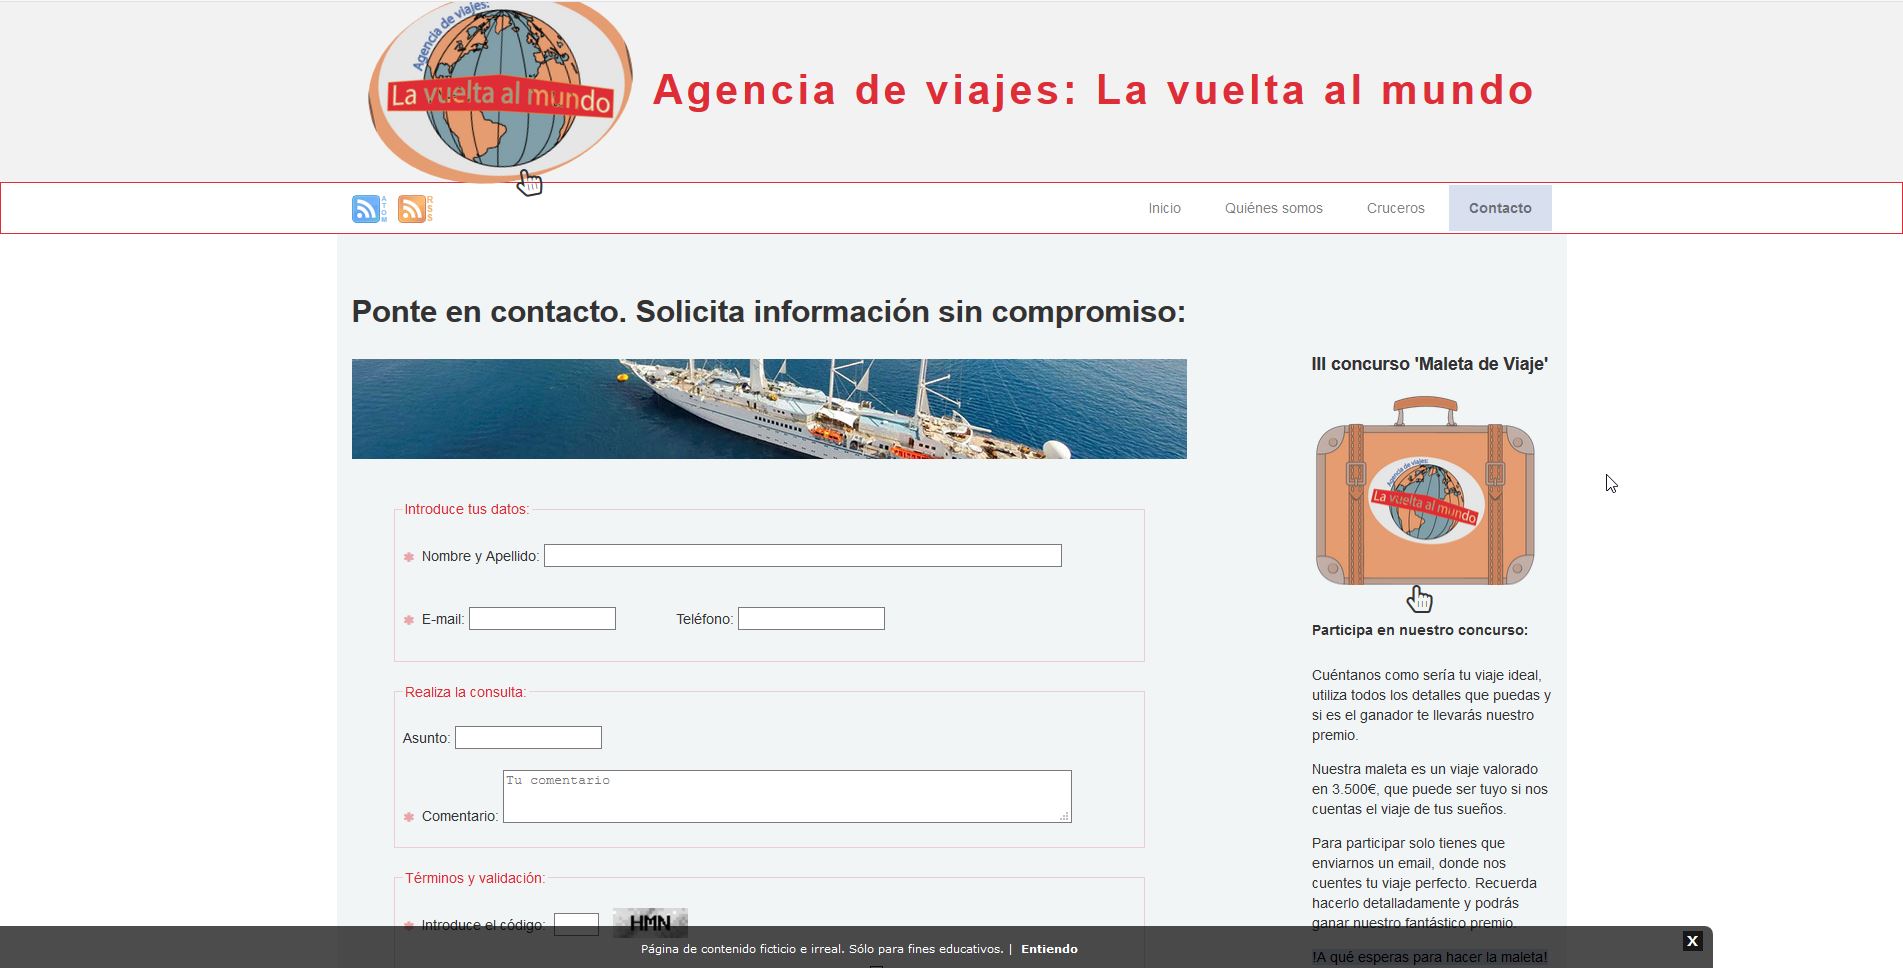 Agencia de viajes:
La vuelta al mundo
Agencia de viajes: La vuelta al mundo
ATOM
RSS
Inicio
Quiénes somos
Cruceros
Contacto
Ponte en contacto. Solicita información sin compromiso:
Introduce tus datos:
✱ Nombre y Apellido:
✱ E-mail:
Teléfono:
Realiza la consulta:
Asunto:
Tu comentario
✱ Comentario:
Términos y validación:
✱ Introduce el código:
HMN
III concurso 'Maleta de Viaje'
Agencia de viajes:
La vuelta al mundo
Participa en nuestro concurso:
Cuéntanos como sería tu viaje ideal,
utiliza todos los detalles que puedas y
si es el ganador te llevarás nuestro
premio.
Nuestra maleta es un viaje valorado
en 3.500€, que puede ser tuyo si nos
cuentas el viaje de tus sueños.
Para participar solo tienes que
enviarnos un email, donde nos
cuentes tu viaje perfecto. Recuerda
hacerlo detalladamente y podrás
ganar nuestro fantástico premio.
!A qué esperas para hacer la maleta!
Página de contenido ficticio e irreal. Sólo para fines educativos. | Entiendo
X